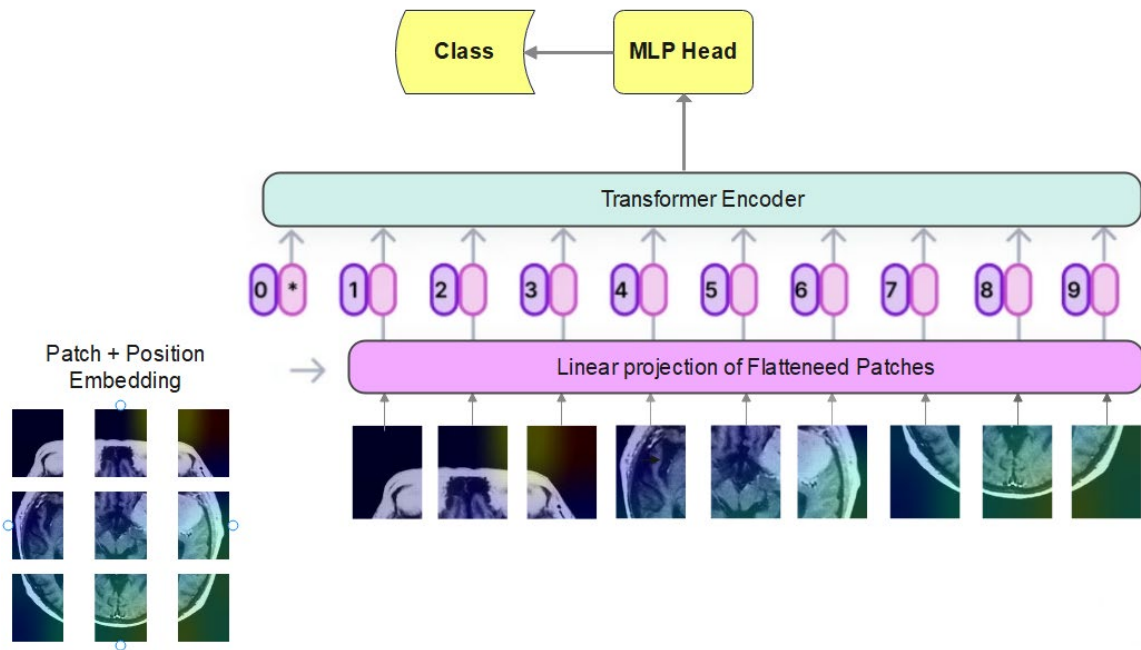 Class
MLP Head
Transformer Encoder
0 * 1 2 3 4 5 6 7 8 9
Patch + Position
Embedding
Linear projection of Flatteneed Patches